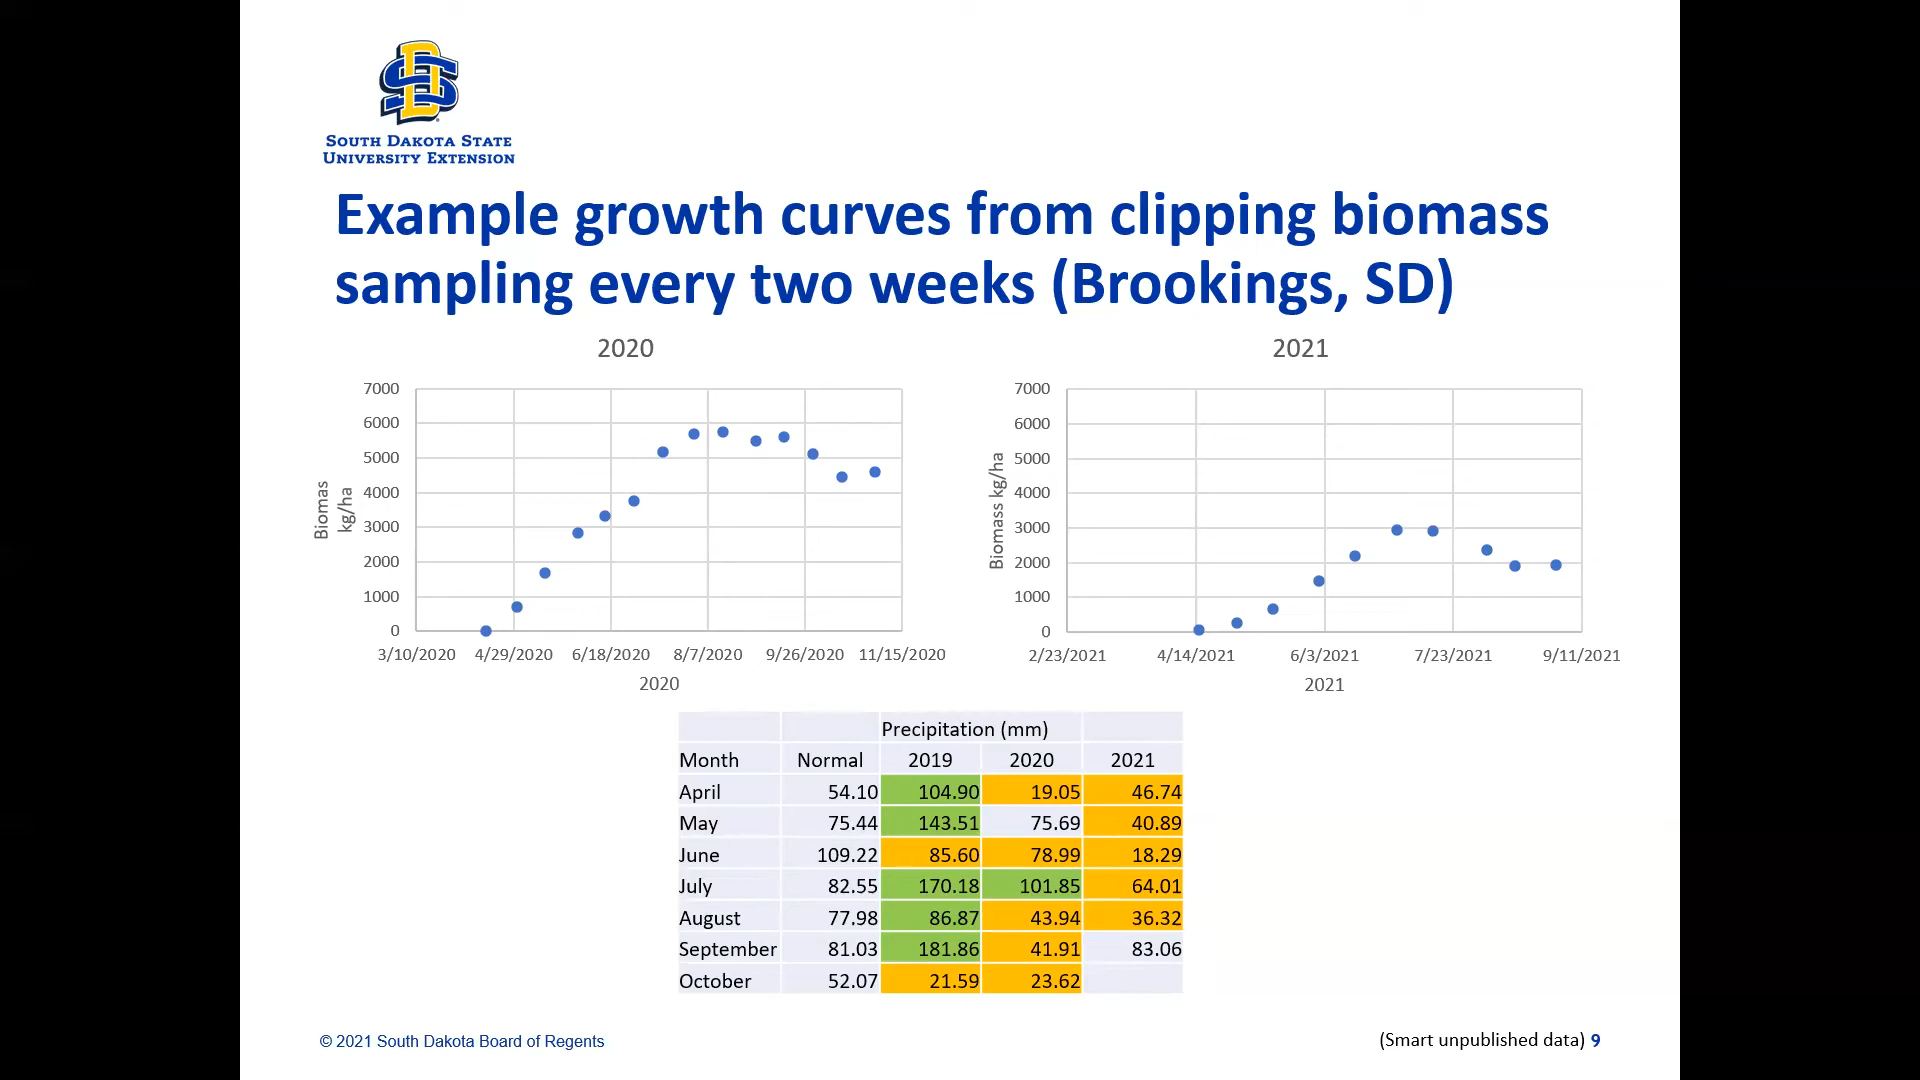 SOUTH DAKOTA STATE
UNIVERSITY EXTENSION
Example growth curves from clipping biomass
sampling every two weeks (Brookings, SD)
2020
7000
6000
5000
4000
3000
2000
1000
0
Biomas
kg/ha
3/10/2020 4/29/2020 6/18/2020 8/7/2020 9/26/2020 11/15/2020
2020
2021
7000
6000
5000
4000
3000
2000
1000
0
Biomass kg/ha
2/23/2021 4/14/2021 6/3/2021 7/23/2021 9/11/2021
2021
Precipitation (mm)
Month Normal 2019 2020 2021
April 54.10 104.90 19.05 46.74
May 75.44 143.51 75.69 40.89
June 109.22 85.60 78.99 18.29
July 82.55 170.18 101.85 64.01
August 77.98 86.87 43.94 36.32
September 81.03 181.86 41.91 83.06
October 52.07 21.59 23.62
© 2021 South Dakota Board of Regents
(Smart unpublished data) 9